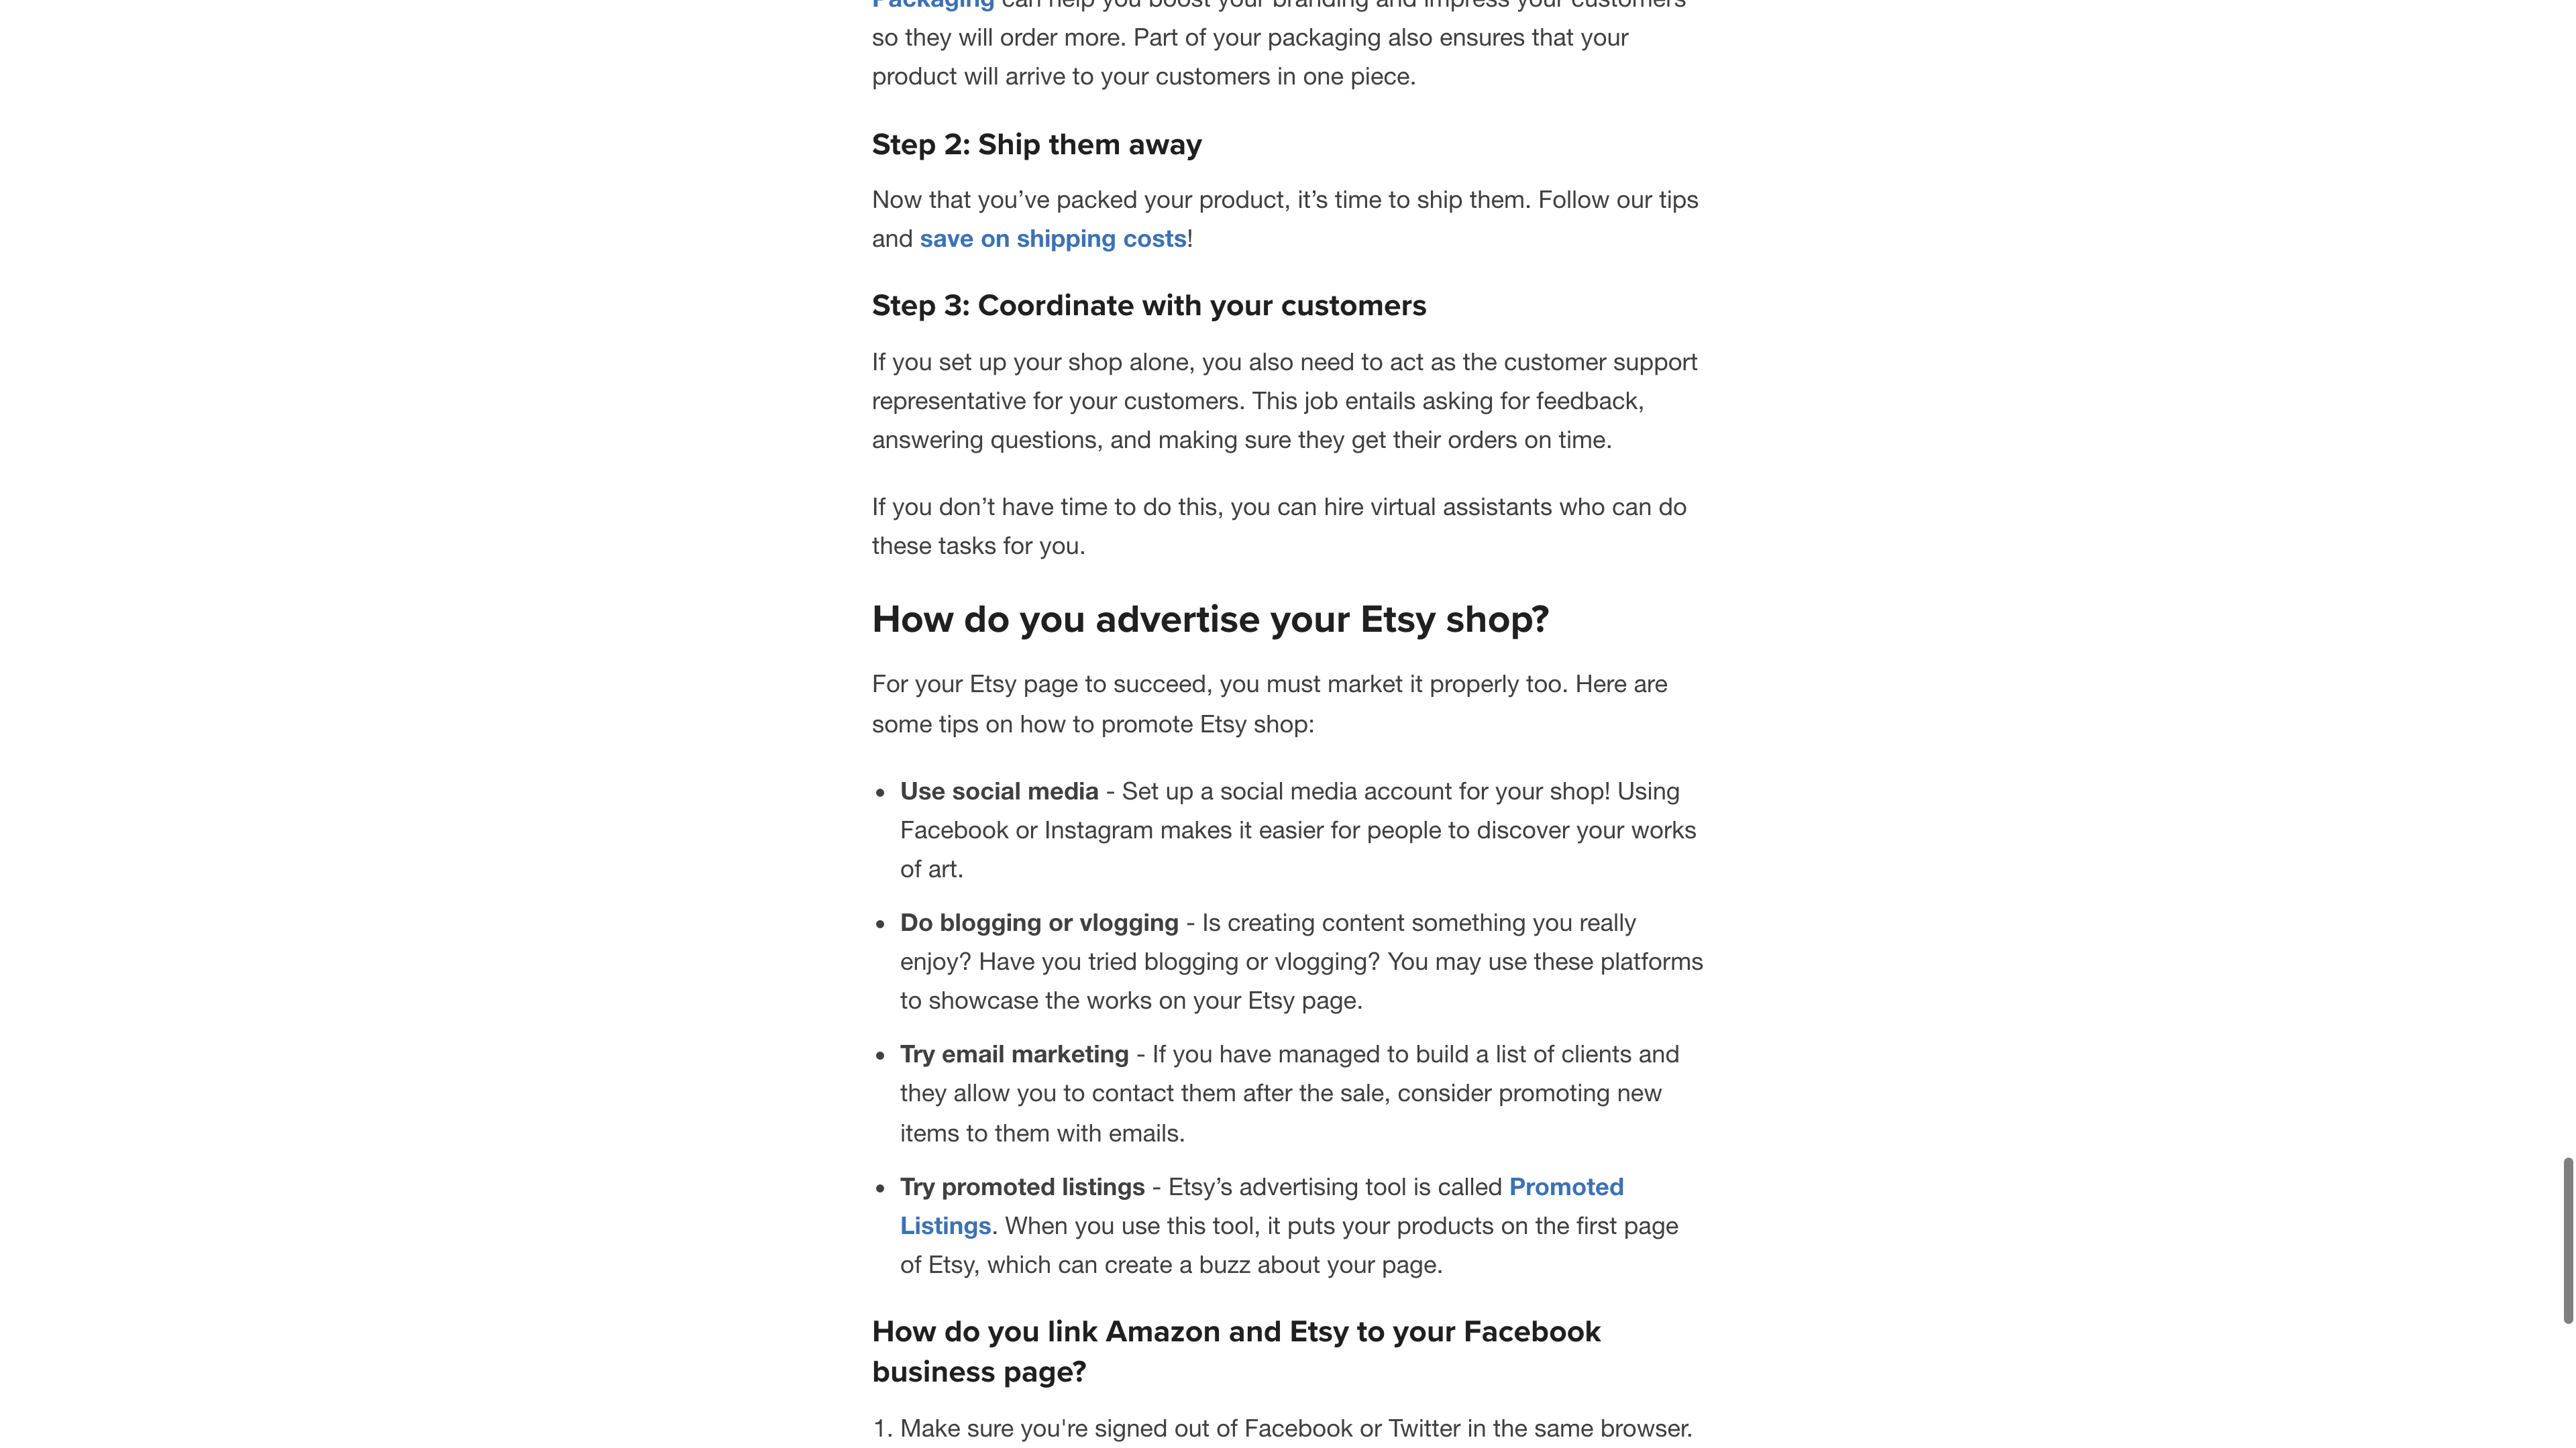 Packaging can help you boost your branding and impress your customers
so they will order more. Part of your packaging also ensures that your
product will arrive to your customers in one piece.
Step 2: Ship them away
Now that you’ve packed your product, it’s time to ship them. Follow our tips
and save on shipping costs!
Step 3: Coordinate with your customers
If you set up your shop alone, you also need to act as the customer support
representative for your customers. This job entails asking for feedback,
answering questions, and making sure they get their orders on time.
If you don’t have time to do this, you can hire virtual assistants who can do
these tasks for you.
How do you advertise your Etsy shop?
For your Etsy page to succeed, you must market it properly too. Here are
some tips on how to promote Etsy shop:
• Use social media - Set up a social media account for your shop! Using
Facebook or Instagram makes it easier for people to discover your works
of art.
• Do blogging or vlogging - Is creating content something you really
enjoy? Have you tried blogging or vlogging? You may use these platforms
to showcase the works on your Etsy page.
• Try email marketing - If you have managed to build a list of clients and
they allow you to contact them after the sale, consider promoting new
items to them with emails.
• Try promoted listings - Etsy’s advertising tool is called Promoted
Listings. When you use this tool, it puts your products on the first page
of Etsy, which can create a buzz about your page.
How do you link Amazon and Etsy to your Facebook
business page?
1. Make sure you're signed out of Facebook or Twitter in the same browser.